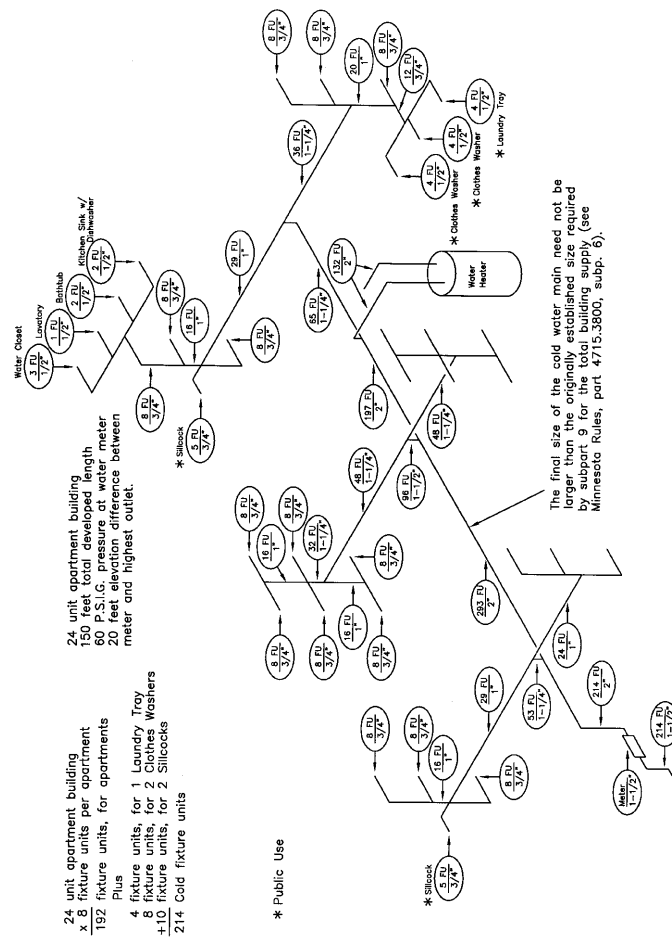 24 unit apartment building
x 8 fixture units per apartment
192 fixture units, for apartments
Plus
4 fixture units, for 1 Laundry Tray
8 fixture units, for 2 Clothes Washers
+10 fixture units, for 2 Sillcocks
214 Cold fixture units
24 unit apartment building
150 feet total developed length
60 P.S.I.G. pressure at water meter
20 feet elevation difference between
meter and highest outlet.
* Public Use
Water Closet
3 FU
1/2"
Lavatory
1 FU
1/2"
Bathtub
2 FU
1/2"
Kitchen Sink w/
Dishwasher
2 FU
1/2"
8 FU
3/4"
8 FU
3/4"
16 FU
1"
8 FU
3/4"
* Sillcock
5 FU
3/4"
29 FU
1"
36 FU
1-1/4"
8 FU
3/4"
8 FU
3/4"
20 FU
1"
8 FU
3/4"
12 FU
3/4"
4 FU
1/2"
* Clothes Washer
4 FU
1/2"
* Clothes Washer
4 FU
1/2"
* Laundry Tray
65 FU
1-1/4"
132 FU
2"
Water
Heater
197 FU
2"
48 FU
1-1/4"
48 FU
1-1/4"
96 FU
1-1/2"
8 FU
3/4"
16 FU
1"
8 FU
3/4"
32 FU
1-1/4"
8 FU
3/4"
8 FU
3/4"
8 FU
3/4"
16 FU
1"
8 FU
3/4"
293 FU
2"
The final size of the cold water main need not be
larger than the originally established size required
by subpart 9 for the total building supply (see
Minnesota Rules, part 4715.3800, subp. 6).
8 FU
3/4"
8 FU
3/4"
16 FU
1"
8 FU
3/4"
* Sillcock
5 FU
3/4"
29 FU
1"
53 FU
1-1/4"
24 FU
1"
214 FU
2"
Meter
1-1/2"
214 FU
1-1/2"